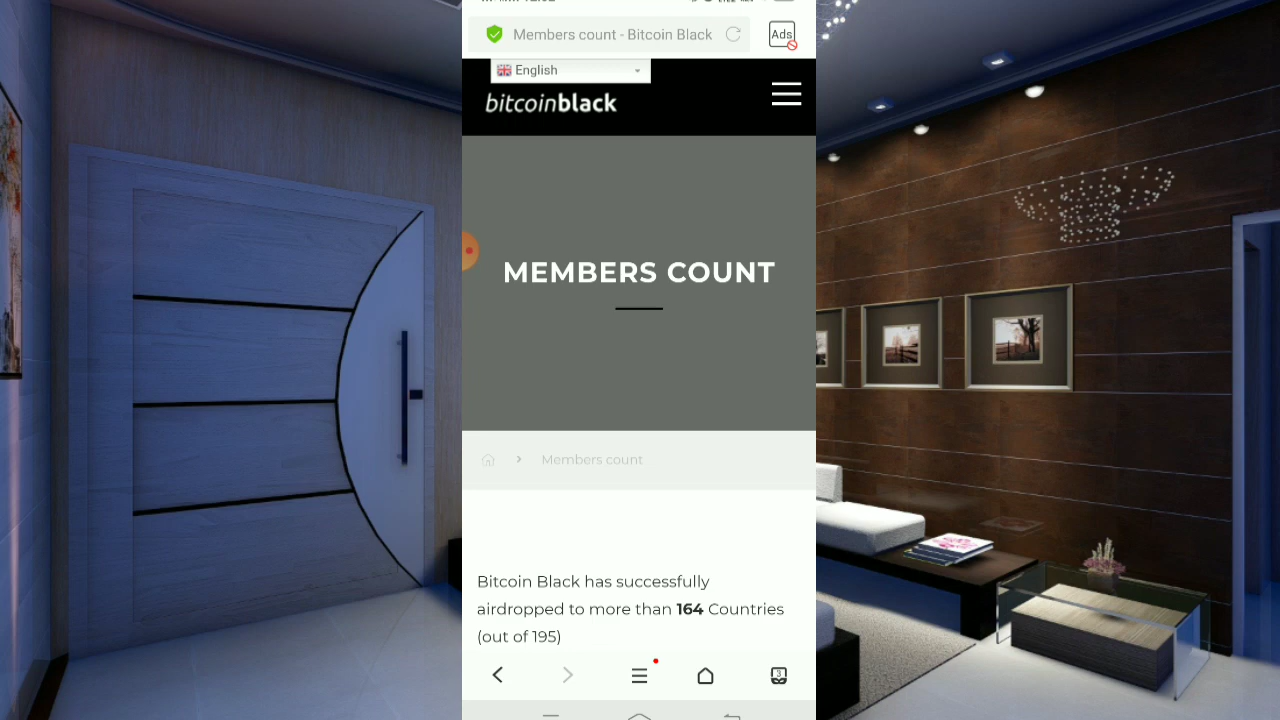 Members count - Bitcoin Black
Ads
English
bitcoinblack
MEMBERS COUNT
Members count
Bitcoin Black has successfully
airdropped to more than 164 Countries
(out of 195)
3